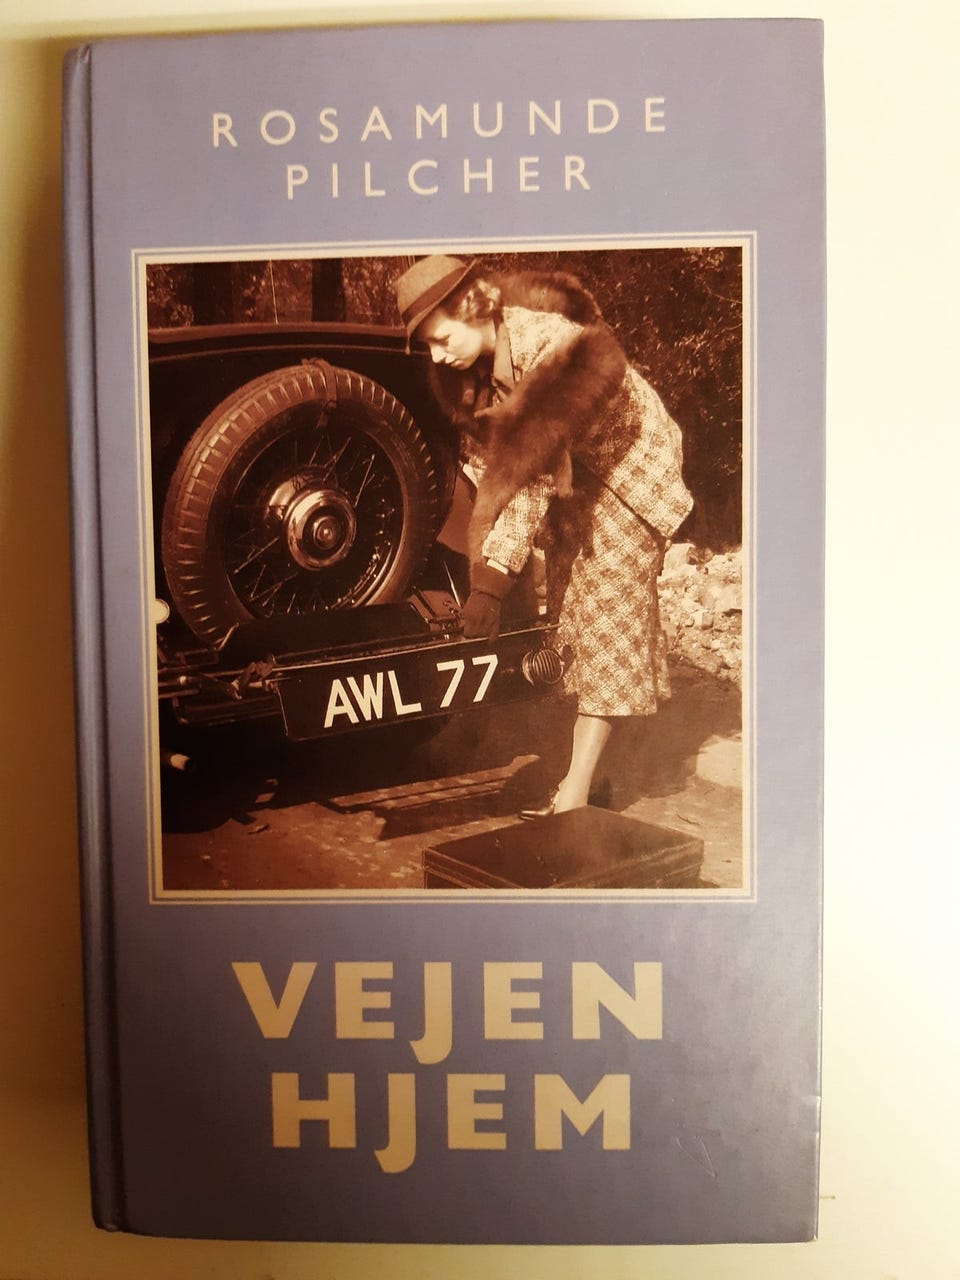 ROSAMUNDE
PILCHER
AWL 77
VEJEN
HJEM